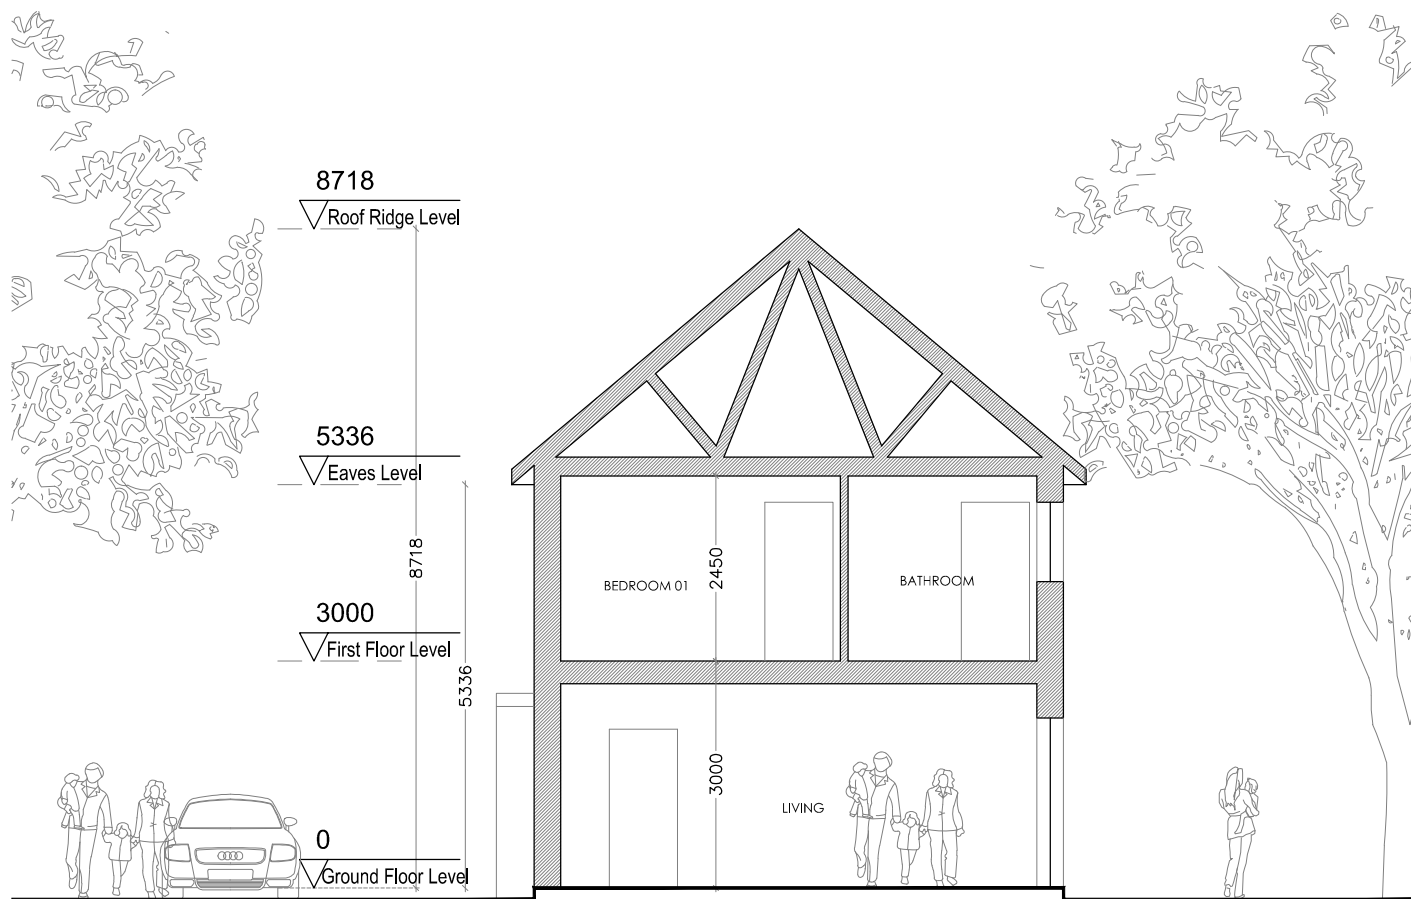 8718
Roof Ridge Level
5336
Eaves Level
8718
2450
BEDROOM 01
BATHROOM
3000
First Floor Level
5336
3000
LIVING
0
Ground Floor Level